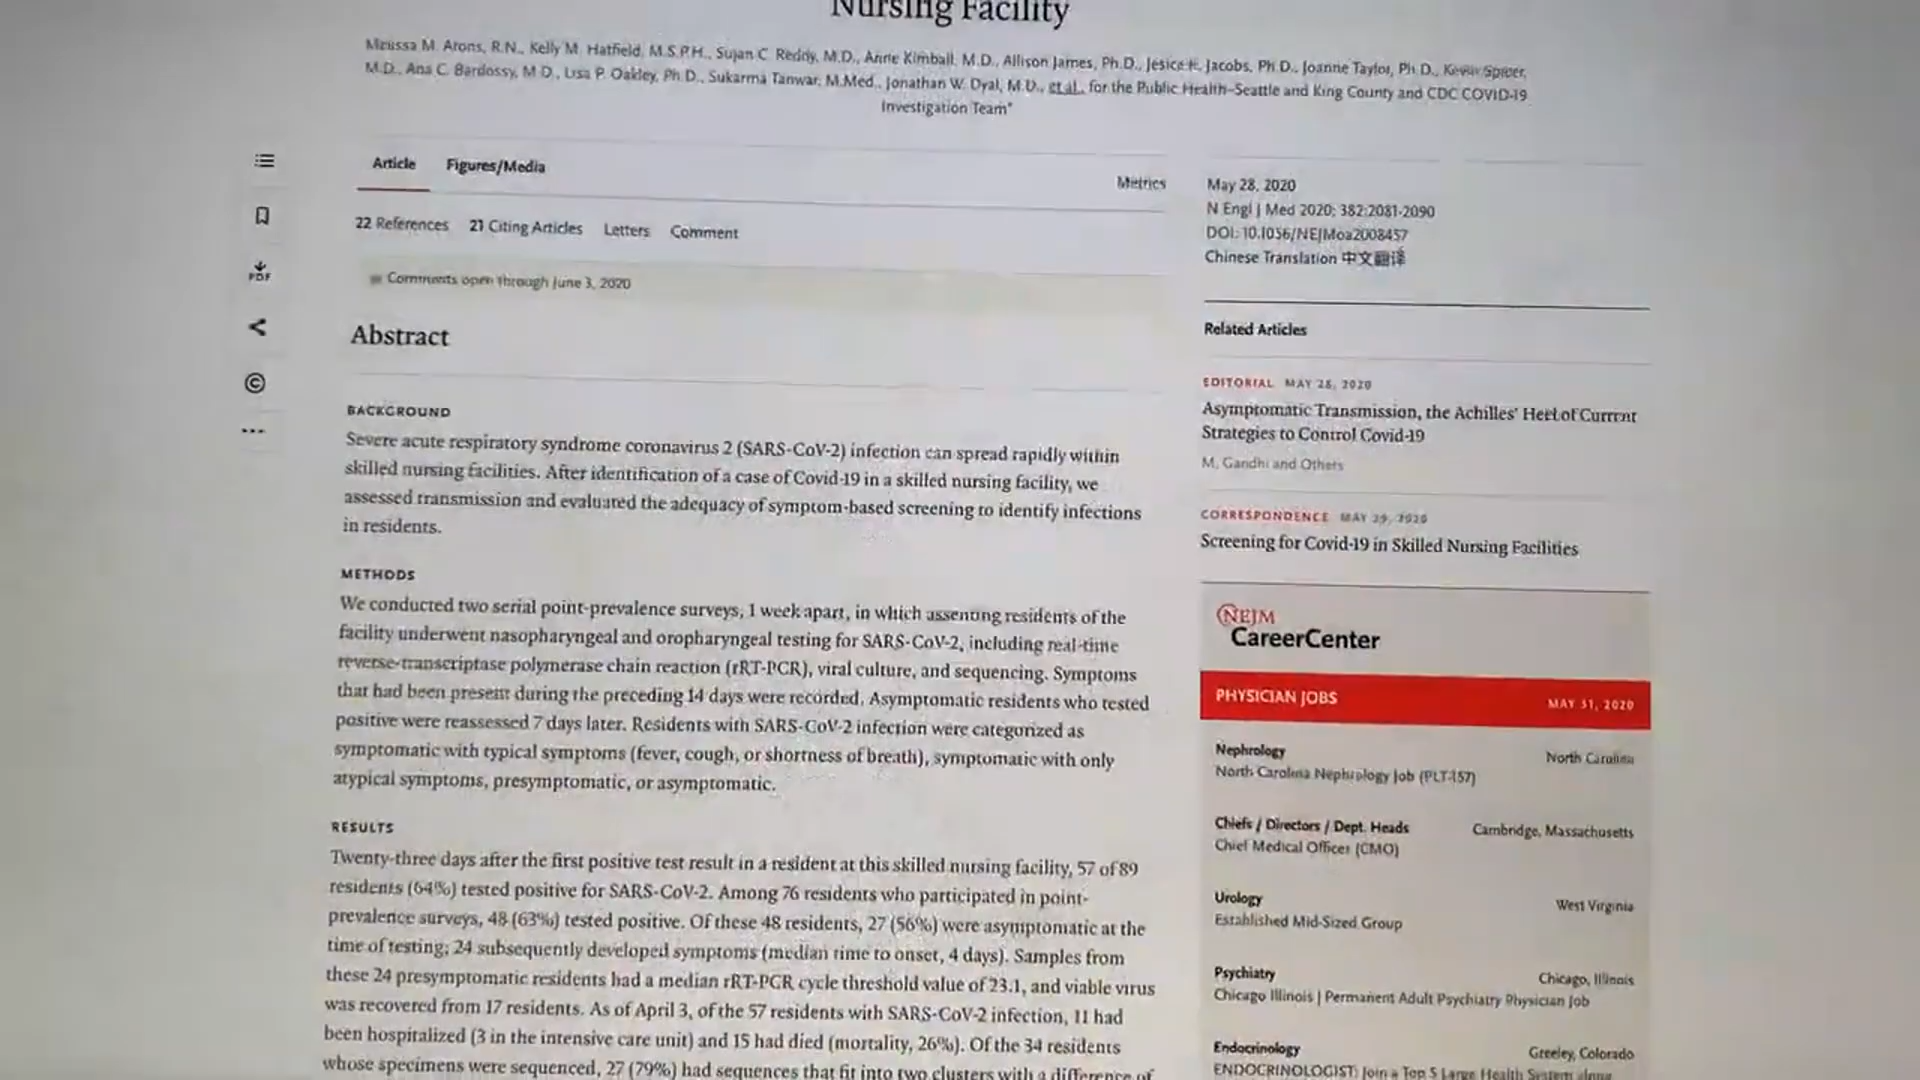 Nursing Facility
Melissa M. Arons, R.N., Kelly M. Hatfield, M.S.P.H., Sujan C. Reddy, M.D., Anne Kimball, M.D., Allison James, Ph.D., Jesica R. Jacobs, Ph.D., Joanne Taylor, Ph.D., Kevin Spicer,
M.D., Ana C. Bardossy, M.D., Lisa P. Oakley, Ph.D., Sukarma Tanwar, M.Med., Jonathan W. Dyal, M.D., et al., for the Public Health–Seattle and King County and CDC COVID-19
Investigation Team*
Article Figures/Media
Metrics
22 References 21 Citing Articles Letters Comment
Comments open through June 3, 2020
PDF
Abstract
BACKGROUND
Severe acute respiratory syndrome coronavirus 2 (SARS-CoV-2) infection can spread rapidly within
skilled nursing facilities. After identification of a case of Covid-19 in a skilled nursing facility, we
assessed transmission and evaluated the adequacy of symptom-based screening to identify infections
in residents.
METHODS
We conducted two serial point-prevalence surveys, 1 week apart, in which assenting residents of the
facility underwent nasopharyngeal and oropharyngeal testing for SARS-CoV-2, including real-time
reverse-transcriptase polymerase chain reaction (rRT-PCR), viral culture, and sequencing. Symptoms
that had been present during the preceding 14 days were recorded. Asymptomatic residents who tested
positive were reassessed 7 days later. Residents with SARS-CoV-2 infection were categorized as
symptomatic with typical symptoms (fever, cough, or shortness of breath), symptomatic with only
atypical symptoms, presymptomatic, or asymptomatic.
RESULTS
Twenty-three days after the first positive test result in a resident at this skilled nursing facility, 57 of 89
residents (64%) tested positive for SARS-CoV-2. Among 76 residents who participated in point-
prevalence surveys, 48 (63%) tested positive. Of these 48 residents, 27 (56%) were asymptomatic at the
time of testing; 24 subsequently developed symptoms (median time to onset, 4 days). Samples from
these 24 presymptomatic residents had a median rRT-PCR cycle threshold value of 23.1, and viable virus
was recovered from 17 residents. As of April 3, of the 57 residents with SARS-CoV-2 infection, 11 had
been hospitalized (3 in the intensive care unit) and 15 had died (mortality, 26%). Of the 34 residents
whose specimens were sequenced, 27 (79%) had sequences that fit into two clusters with a difference of
May 28, 2020
N Engl J Med 2020; 382:2081-2090
DOI: 10.1056/NEJMoa2008457
Chinese Translation 中文翻译
Related Articles
EDITORIAL MAY 28, 2020
Asymptomatic Transmission, the Achilles' Heel of Current
Strategies to Control Covid-19
M. Gandhi and Others
CORRESPONDENCE MAY 29, 2020
Screening for Covid-19 in Skilled Nursing Facilities
NEJM
CareerCenter
PHYSICIAN JOBS MAY 31, 2020
Nephrology North Carolina
North Carolina Nephrology Job (PLT-157)
Chiefs / Directors / Dept. Heads Cambridge, Massachusetts
Chief Medical Officer (CMO)
Urology West Virginia
Established Mid-Sized Group
Psychiatry Chicago, Illinois
Chicago Illinois | Permanent Adult Psychiatry Physician Job
Endocrinology Greeley, Colorado
ENDOCRINOLOGIST: Join a Top 5 Large Health System along